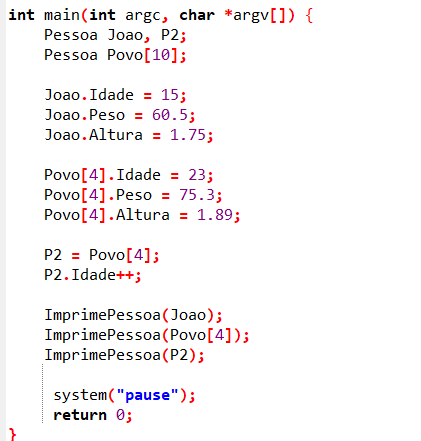 int main(int argc, char *argv[]) {
Pessoa Joao, P2;
Pessoa Povo[10];
Joao.Idade = 15;
Joao.Peso = 60.5;
Joao.Altura = 1.75;
Povo[4].Idade = 23;
Povo[4].Peso = 75.3;
Povo[4].Altura = 1.89;
P2 = Povo[4];
P2.Idade++;
ImprimePessoa(Joao);
ImprimePessoa(Povo[4]);
ImprimePessoa(P2);
system("pause");
return 0;
}